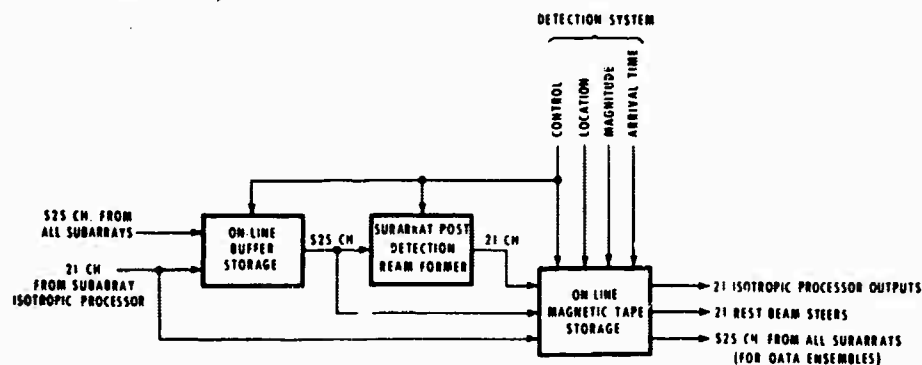 DETECTION SYSTEM
CONTROL
LOCATION
MAGNITUDE
ARRIVAL TIME
525 CH. FROM
ALL SUBARRAYS
21 CH
FROM SUBARRAY
ISOTROPIC PROCESSOR
ON-LINE
BUFFER
STORAGE
525 CH
SUBARRAY POST
DETECTION
BEAM FORMER
21 CH
ON LINE
MAGNETIC TAPE
STORAGE
21 ISOTROPIC PROCESSOR OUTPUTS
21 BEST BEAM STEERS
525 CH FROM ALL SUBARRAYS
(FOR DATA ENSEMBLES)